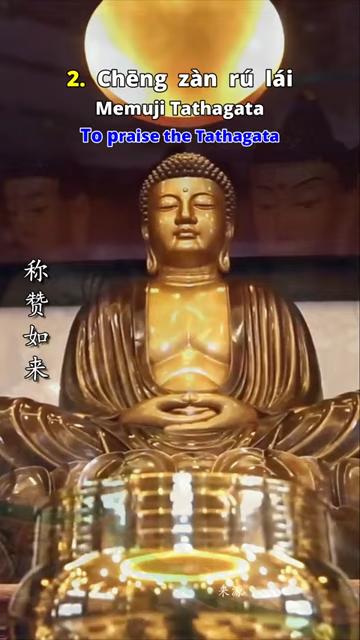 2. Chēng zàn rú lái
Memuji Tathagata
To praise the Tathagata
称赞如来